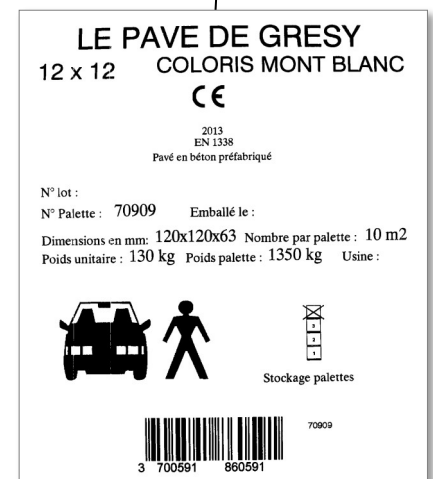 LE PAVE DE GRESY
12 x 12 COLORIS MONT BLANC
CE
2013
EN 1338
Pavé en béton préfabriqué
N° lot :
N° Palette : 70909 Emballé le :
Dimensions en mm: 120x120x63 Nombre par palette : 10 m2
Poids unitaire : 130 kg Poids palette : 1350 kg Usine :
3
2
1
Stockage palettes
70909
3 700591 860591